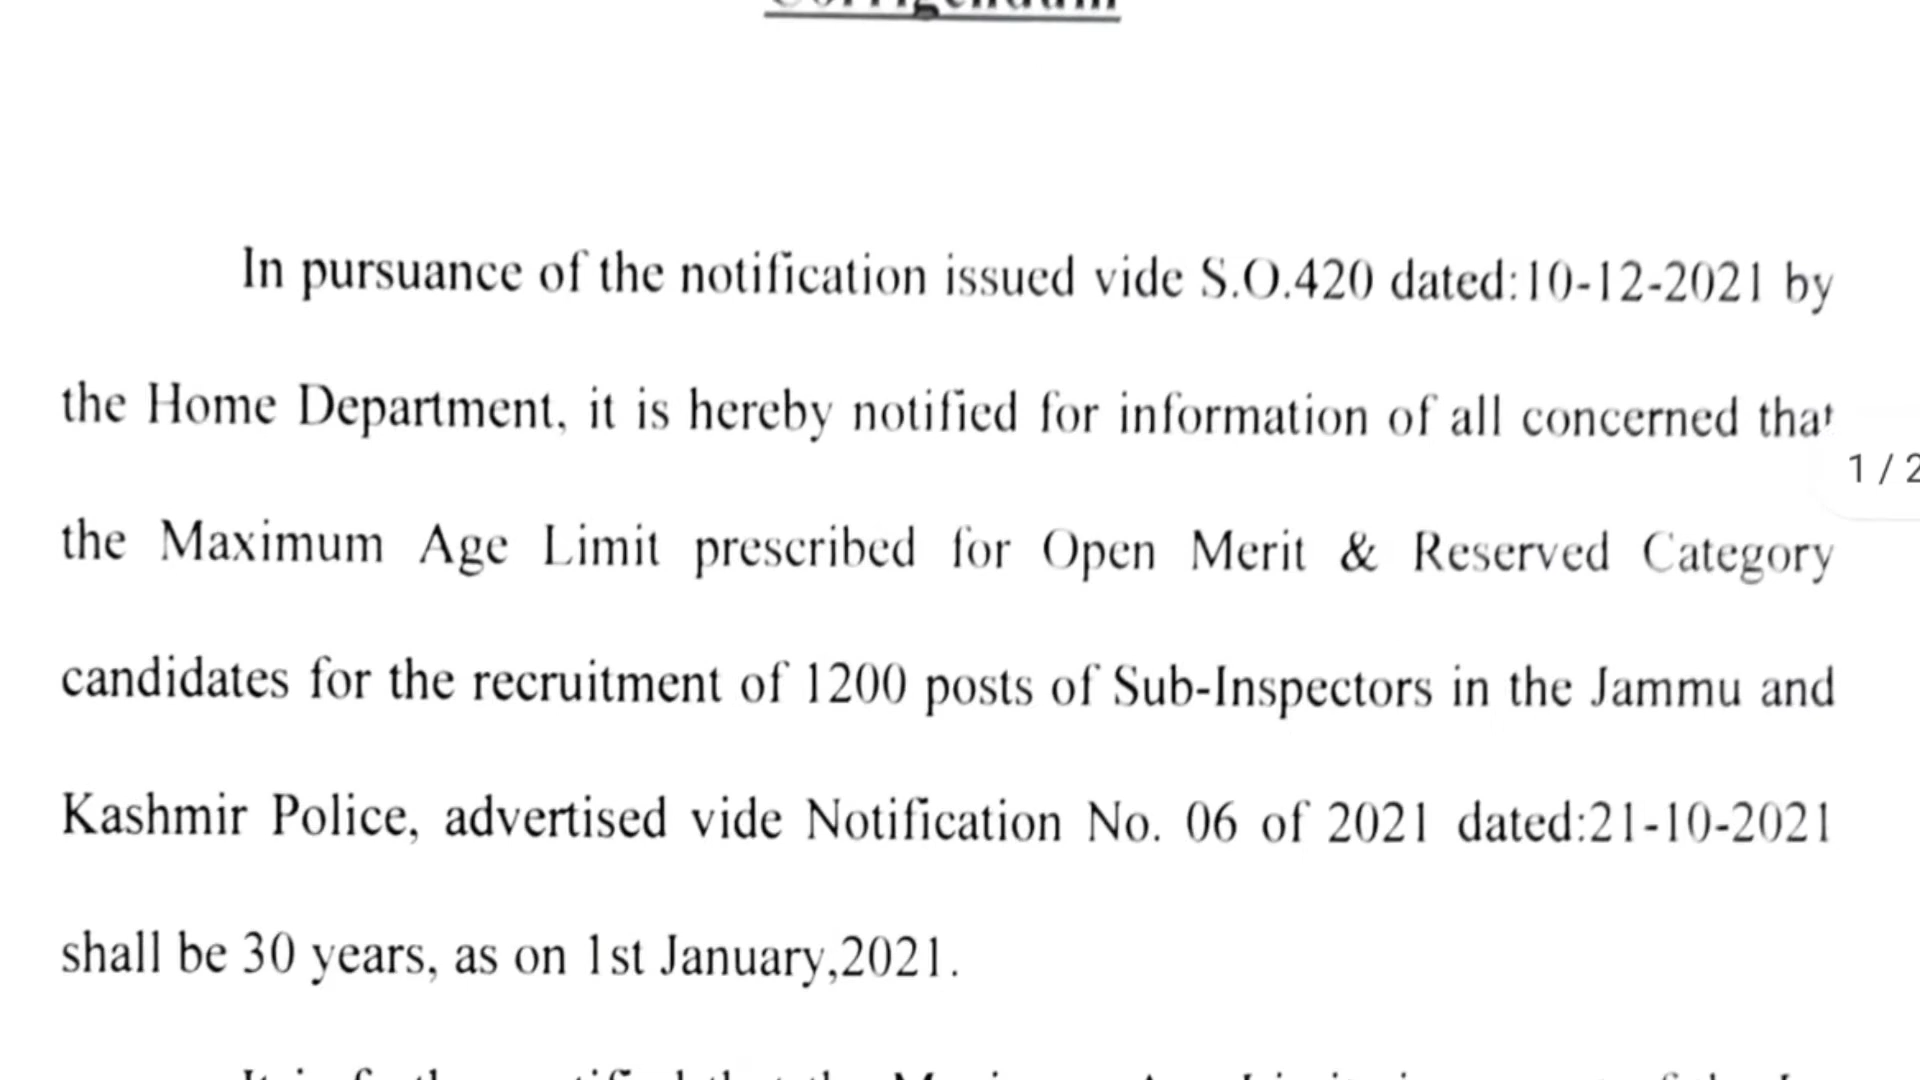 Corrigendum
In pursuance of the notification issued vide S.O.420 dated:10-12-2021 by
the Home Department, it is hereby notified for information of all concerned that
1 / 2
the Maximum Age Limit prescribed for Open Merit & Reserved Category
candidates for the recruitment of 1200 posts of Sub-Inspectors in the Jammu and
Kashmir Police, advertised vide Notification No. 06 of 2021 dated:21-10-2021
shall be 30 years, as on 1st January,2021.